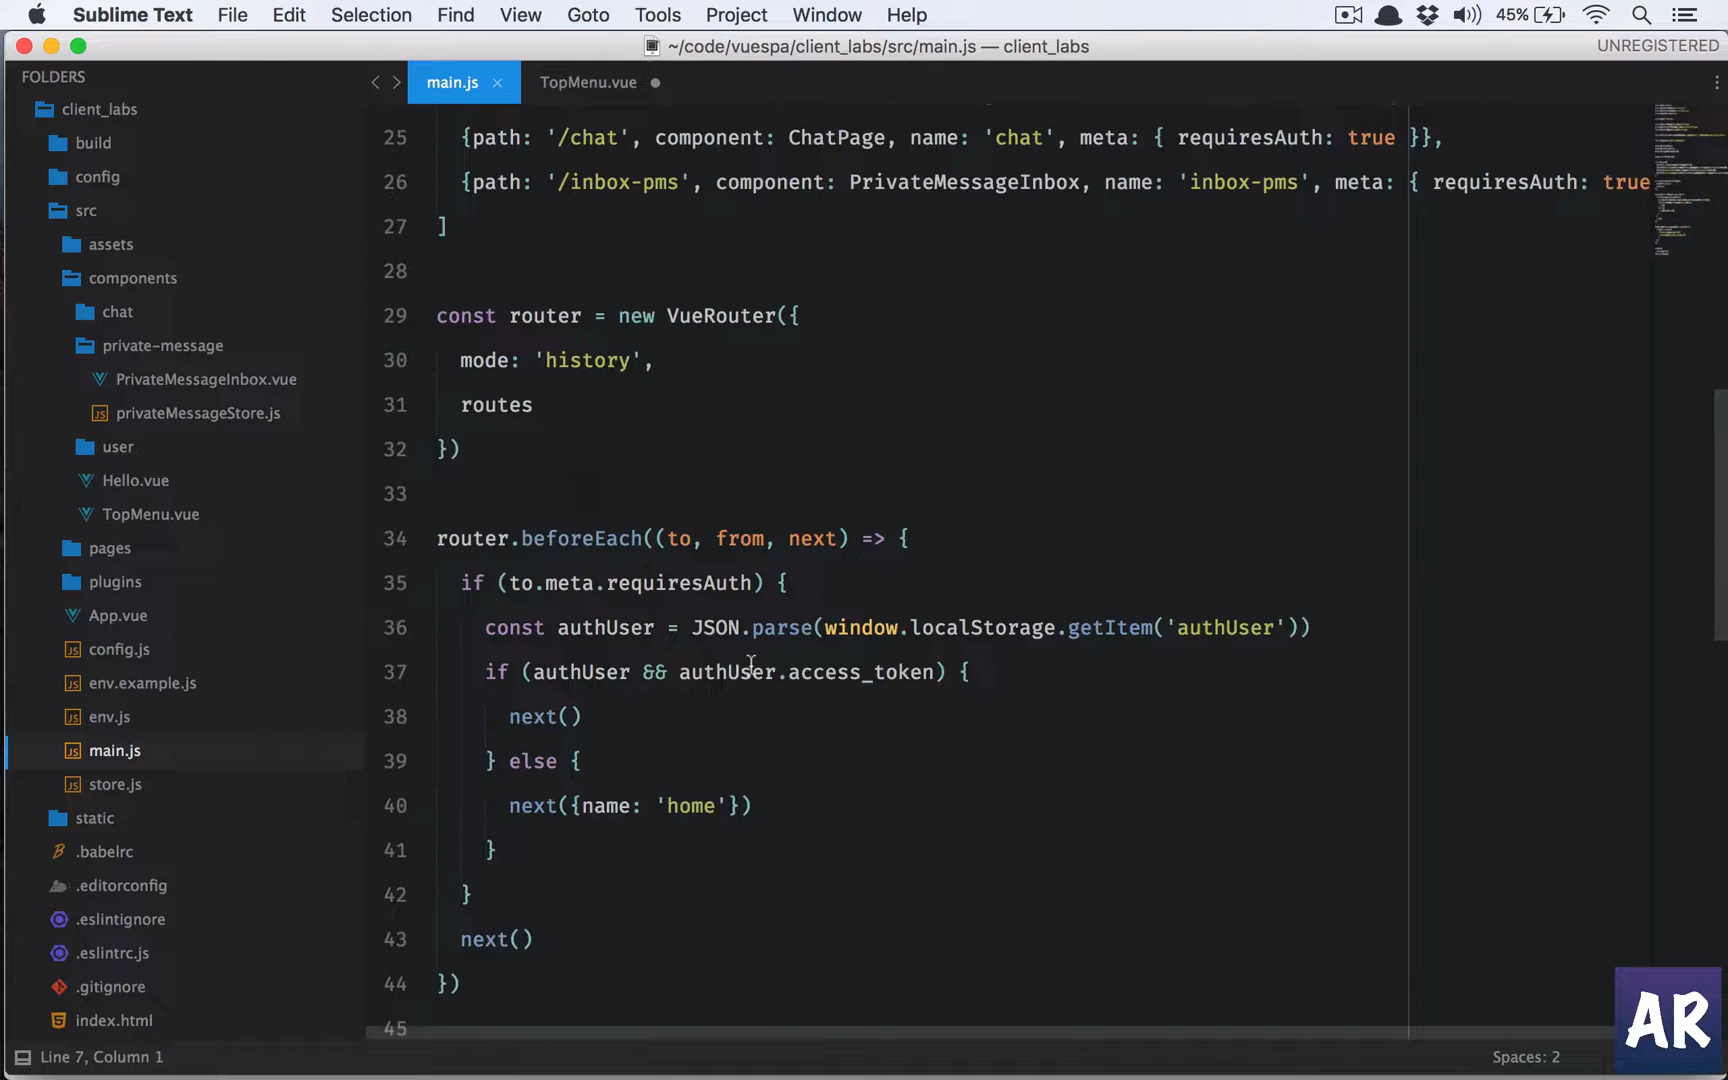 Sublime Text File Edit Selection Find View Goto Tools Project Window Help 45%
~/code/vuespa/client_labs/src/main.js — client_labs UNREGISTERED
FOLDERS
client_labs
build
config
src
assets
components
chat
private-message
PrivateMessageInbox.vue
privateMessageStore.js
user
Hello.vue
TopMenu.vue
pages
plugins
App.vue
config.js
env.example.js
env.js
main.js
store.js
static
.babelrc
.editorconfig
.eslintignore
.eslintrc.js
.gitignore
index.html
main.js TopMenu.vue
25 {path: '/chat', component: ChatPage, name: 'chat', meta: { requiresAuth: true }},
26 {path: '/inbox-pms', component: PrivateMessageInbox, name: 'inbox-pms', meta: { requiresAuth: true
27 ]
28
29 const router = new VueRouter({
30 mode: 'history',
31 routes
32 })
33
34 router.beforeEach((to, from, next) => {
35 if (to.meta.requiresAuth) {
36 const authUser = JSON.parse(window.localStorage.getItem('authUser'))
37 if (authUser && authUser.access_token) {
38 next()
39 } else {
40 next({name: 'home'})
41 }
42 }
43 next()
44 })
45
Line 7, Column 1 Spaces: 2
AR